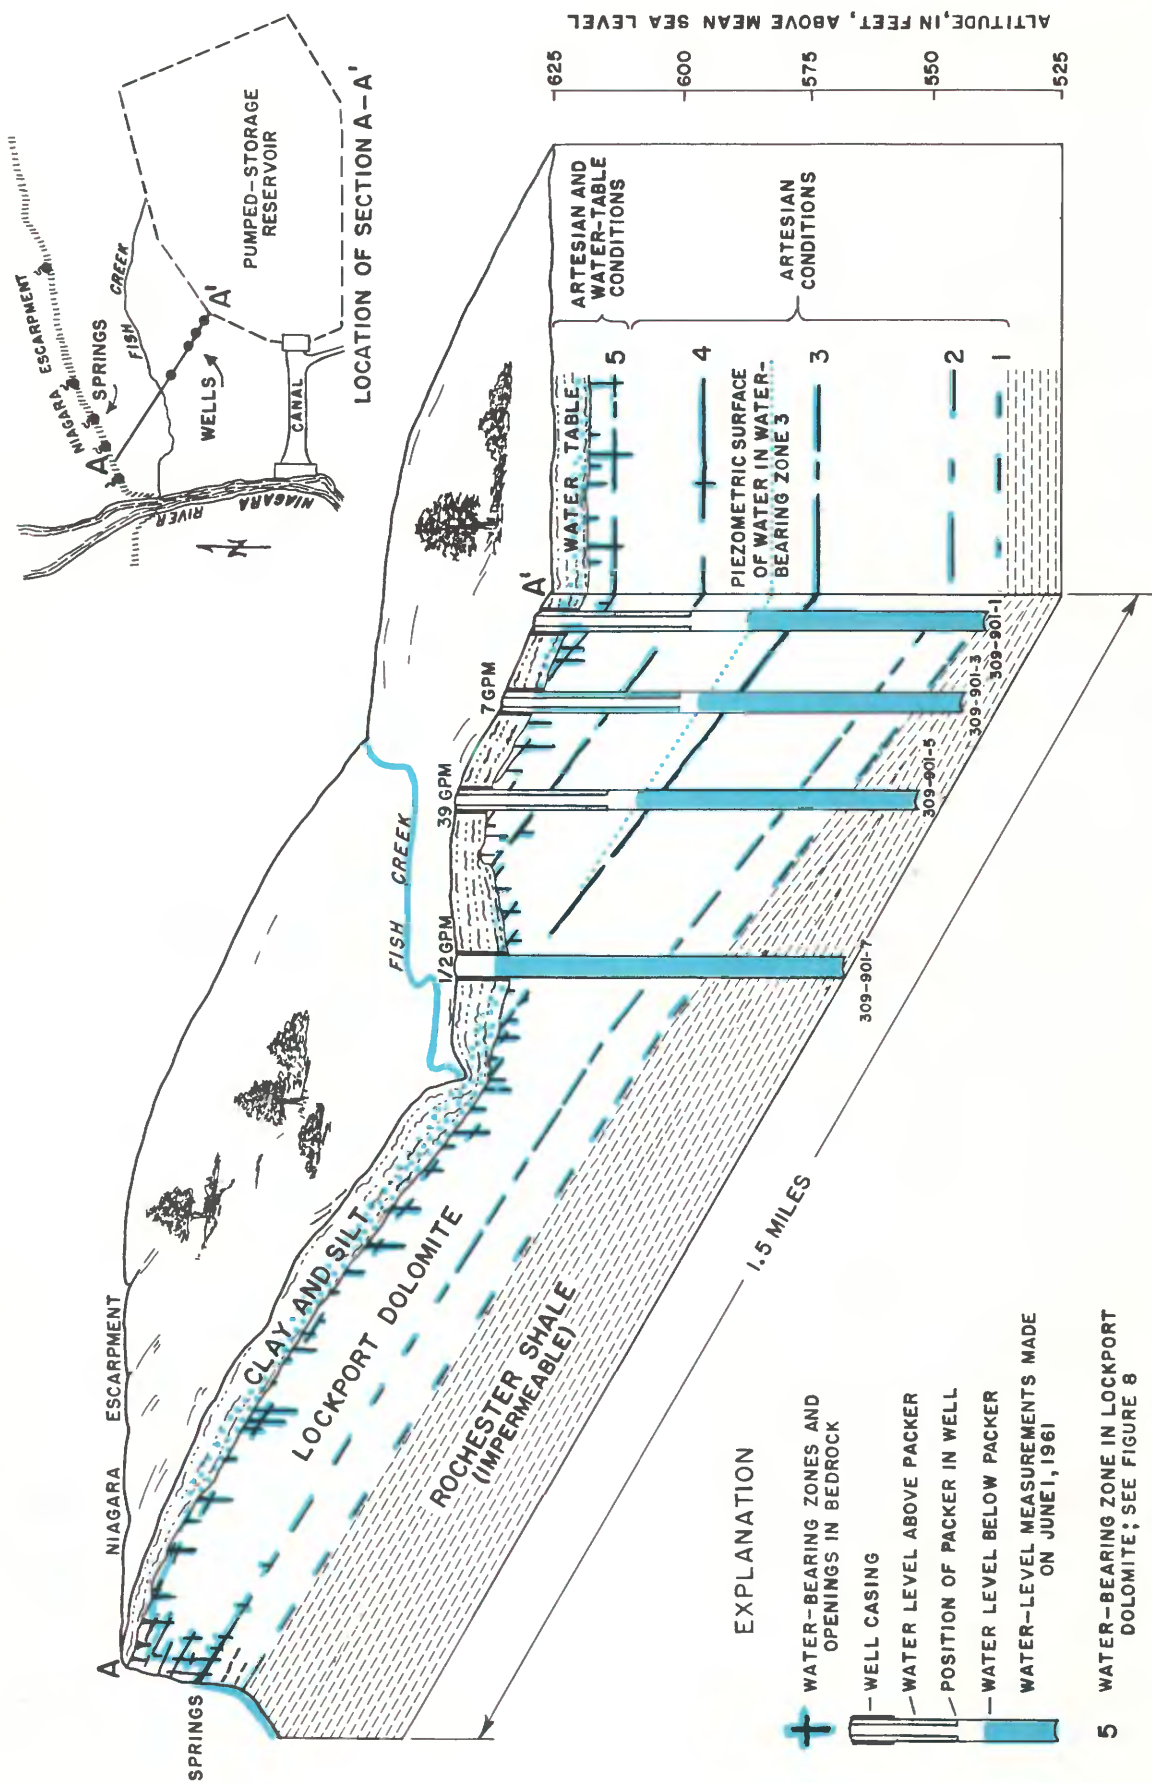 NIAGARA ESCARPMENT
SPRINGS
FISH CREEK
A
A'
WELLS
NIAGARA
RIVER
CANAL
PUMPED-STORAGE
RESERVOIR
N
LOCATION OF SECTION A-A'
A
NIAGARA ESCARPMENT
SPRINGS
FISH CREEK
1/2 GPM
39 GPM
7 GPM
A'
CLAY AND SILT
LOCKPORT DOLOMITE
ROCHESTER SHALE
(IMPERMEABLE)
309-901-7
309-901-5
309-901-3
309-901-1
1.5 MILES
WATER TABLE
5
4
PIEZOMETRIC SURFACE
OF WATER IN WATER-
BEARING ZONE 3
3
2
1
ARTESIAN AND
WATER-TABLE
CONDITIONS
ARTESIAN
CONDITIONS
625
600
575
550
525
ALTITUDE, IN FEET, ABOVE MEAN SEA LEVEL
EXPLANATION
WATER-BEARING ZONES AND
OPENINGS IN BEDROCK
WELL CASING
WATER LEVEL ABOVE PACKER
POSITION OF PACKER IN WELL
WATER LEVEL BELOW PACKER
WATER-LEVEL MEASUREMENTS MADE
ON JUNE 1, 1961
5 WATER-BEARING ZONE IN LOCKPORT
DOLOMITE; SEE FIGURE 8